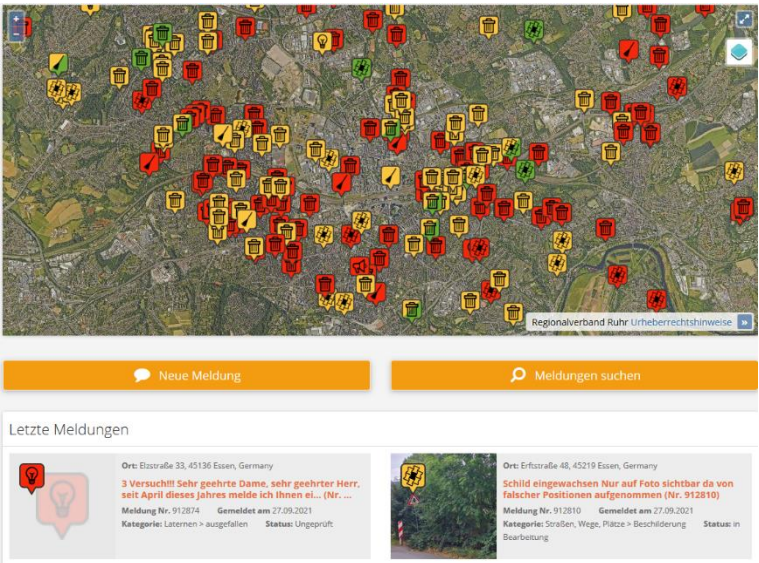 +
-
Regionalverband Ruhr Urheberrechtshinweise »
Neue Meldung
Meldungen suchen
Letzte Meldungen
Ort: Elzstraße 33, 45136 Essen, Germany
3 Versuch!!! Sehr geehrte Dame, sehr geehrter Herr,
seit April dieses Jahres melde ich Ihnen ei... (Nr. ...
Meldung Nr. 912874 Gemeldet am 27.09.2021
Kategorie: Laternen > ausgefallen Status: Ungeprüft
Ort: Erftstraße 48, 45219 Essen, Germany
Schild eingewachsen Nur auf Foto sichtbar da von
falscher Positionen aufgenommen (Nr. 912810)
Meldung Nr. 912810 Gemeldet am 27.09.2021
Kategorie: Straßen, Wege, Plätze > Beschilderung Status: in
Bearbeitung